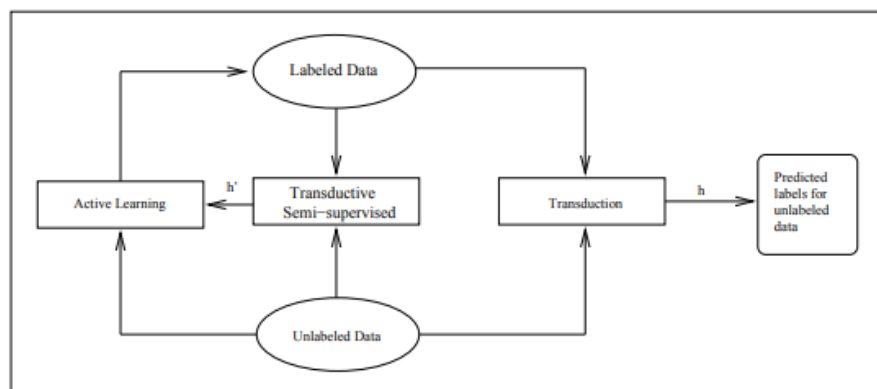 Labeled Data
Active Learning
h'
Transductive
Semi−supervised
Transduction
h
Predicted
labels for
unlabeled
data
Unlabeled Data